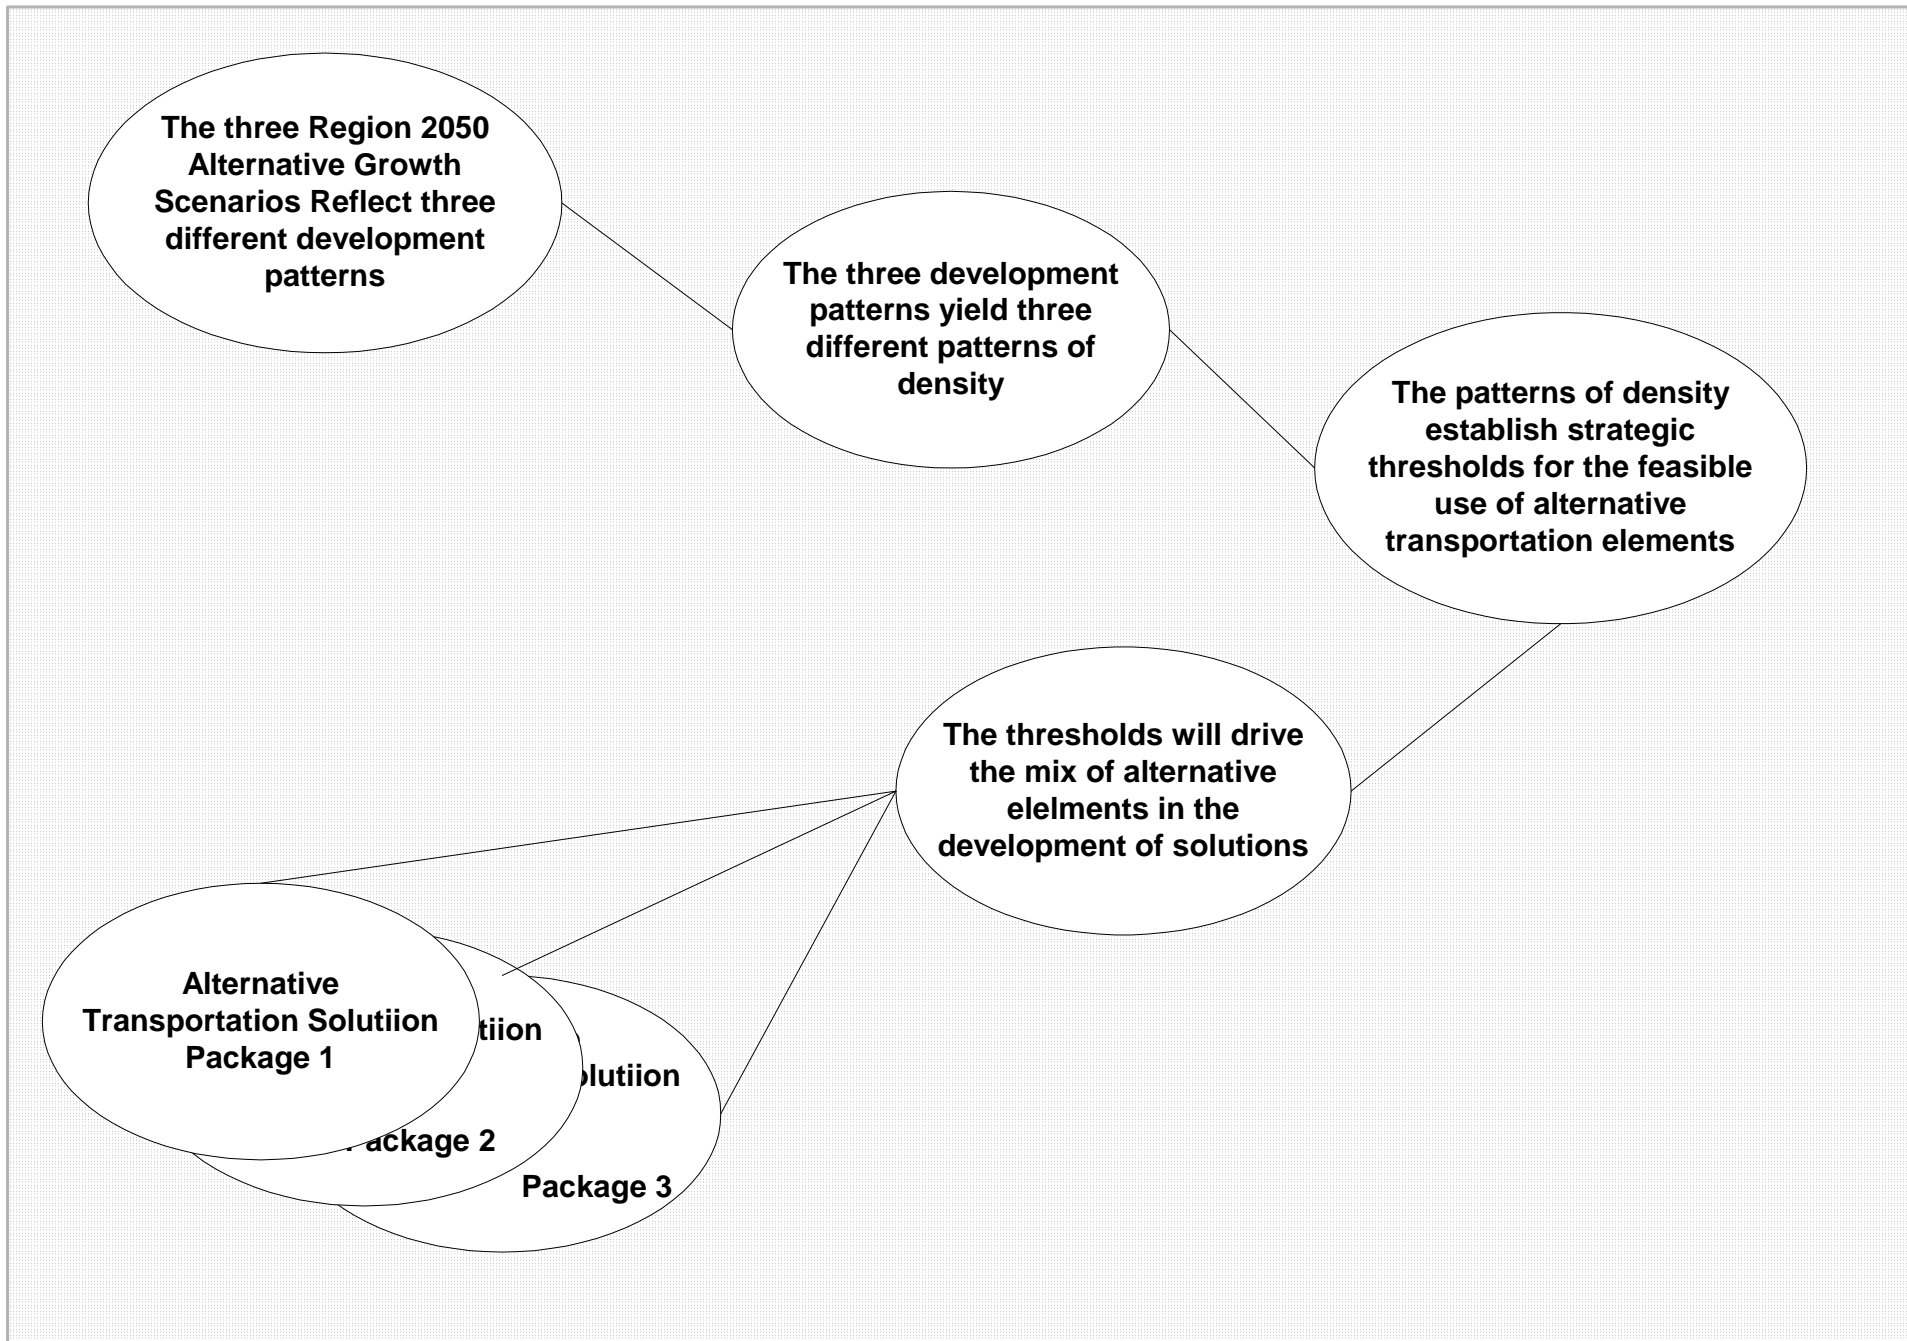 The three Region 2050
Alternative Growth
Scenarios Reflect three
different development
patterns
The three development
patterns yield three
different patterns of
density
The patterns of density
establish strategic
thresholds for the feasible
use of alternative
transportation elements
The thresholds will drive
the mix of alternative
elelments in the
development of solutions
Alternative
Transportation Solutiion
Package 1
tiion
ackage 2
lutiion
Package 3